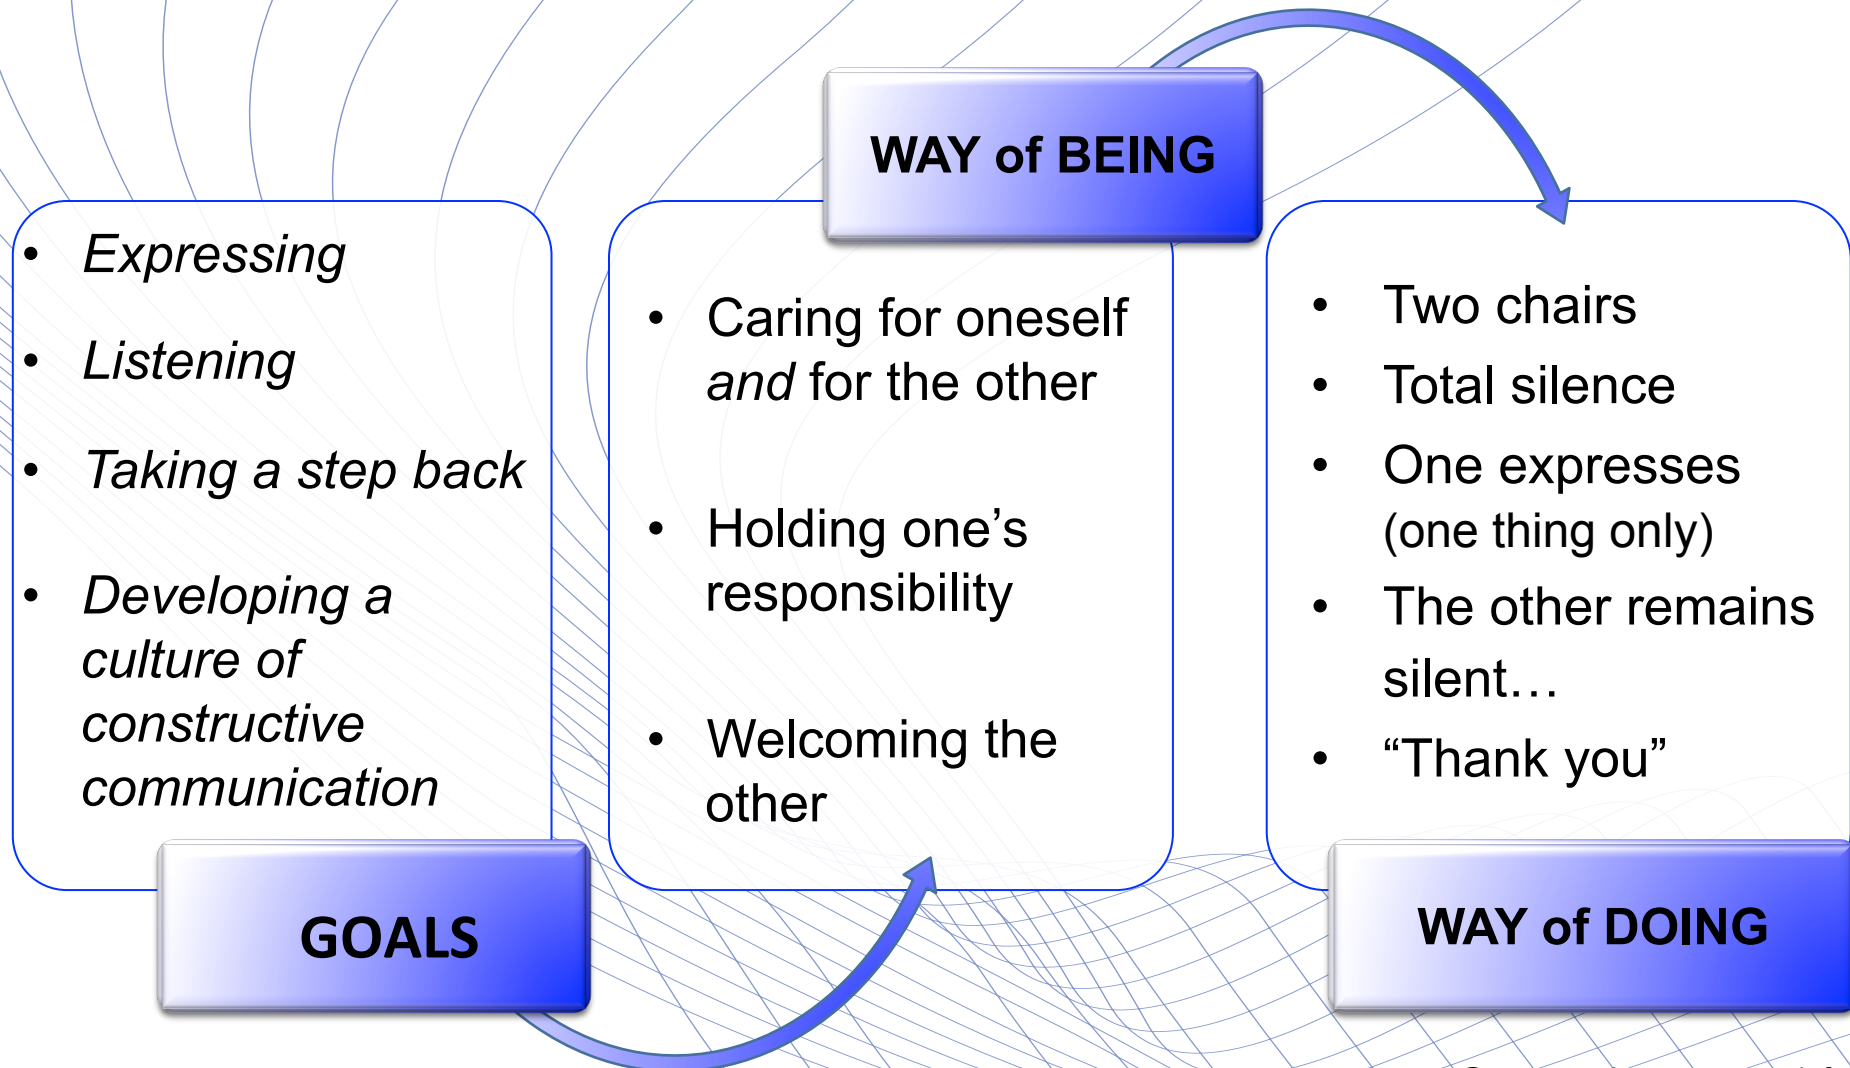 • Expressing
• Listening
• Taking a step back
• Developing a
culture of
constructive
communication
GOALS
WAY of BEING
• Caring for oneself
and for the other
• Holding one’s
responsibility
• Welcoming the
other
• Two chairs
• Total silence
• One expresses
(one thing only)
• The other remains
silent…
• “Thank you”
WAY of DOING